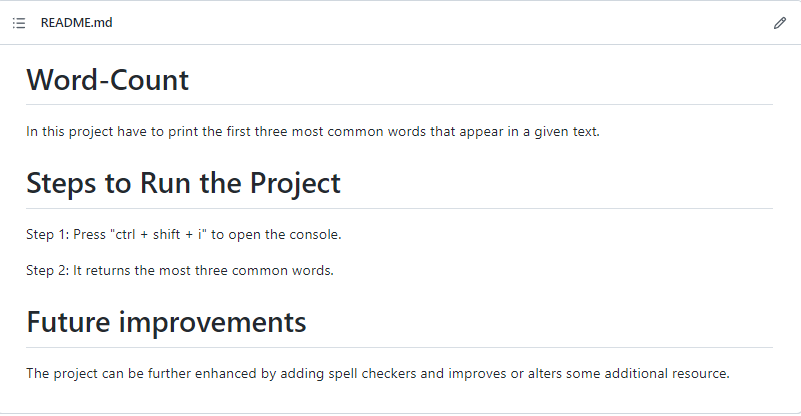 README.md
Word-Count
In this project have to print the first three most common words that appear in a given text.
Steps to Run the Project
Step 1: Press "ctrl + shift + i" to open the console.
Step 2: It returns the most three common words.
Future improvements
The project can be further enhanced by adding spell checkers and improves or alters some additional resource.